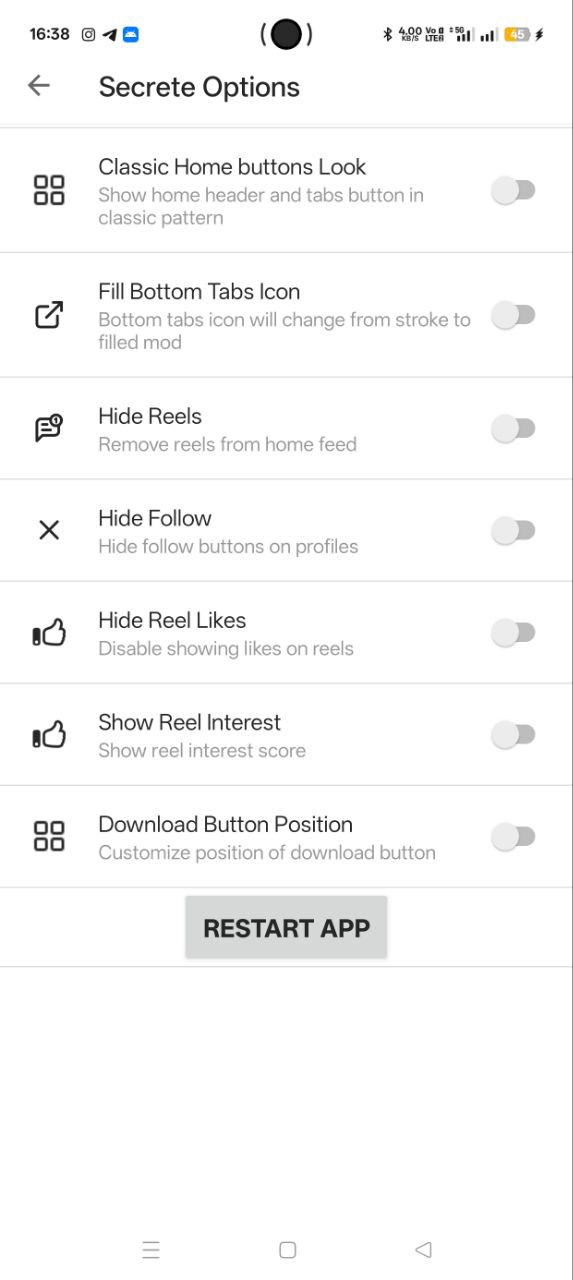 16:38
4.00 KB/S Vo LTE 5G 45
Secrete Options
Classic Home buttons Look
Show home header and tabs button in
classic pattern
Fill Bottom Tabs Icon
Bottom tabs icon will change from stroke to
filled mod
Hide Reels
Remove reels from home feed
Hide Follow
Hide follow buttons on profiles
Hide Reel Likes
Disable showing likes on reels
Show Reel Interest
Show reel interest score
Download Button Position
Customize position of download button
RESTART APP